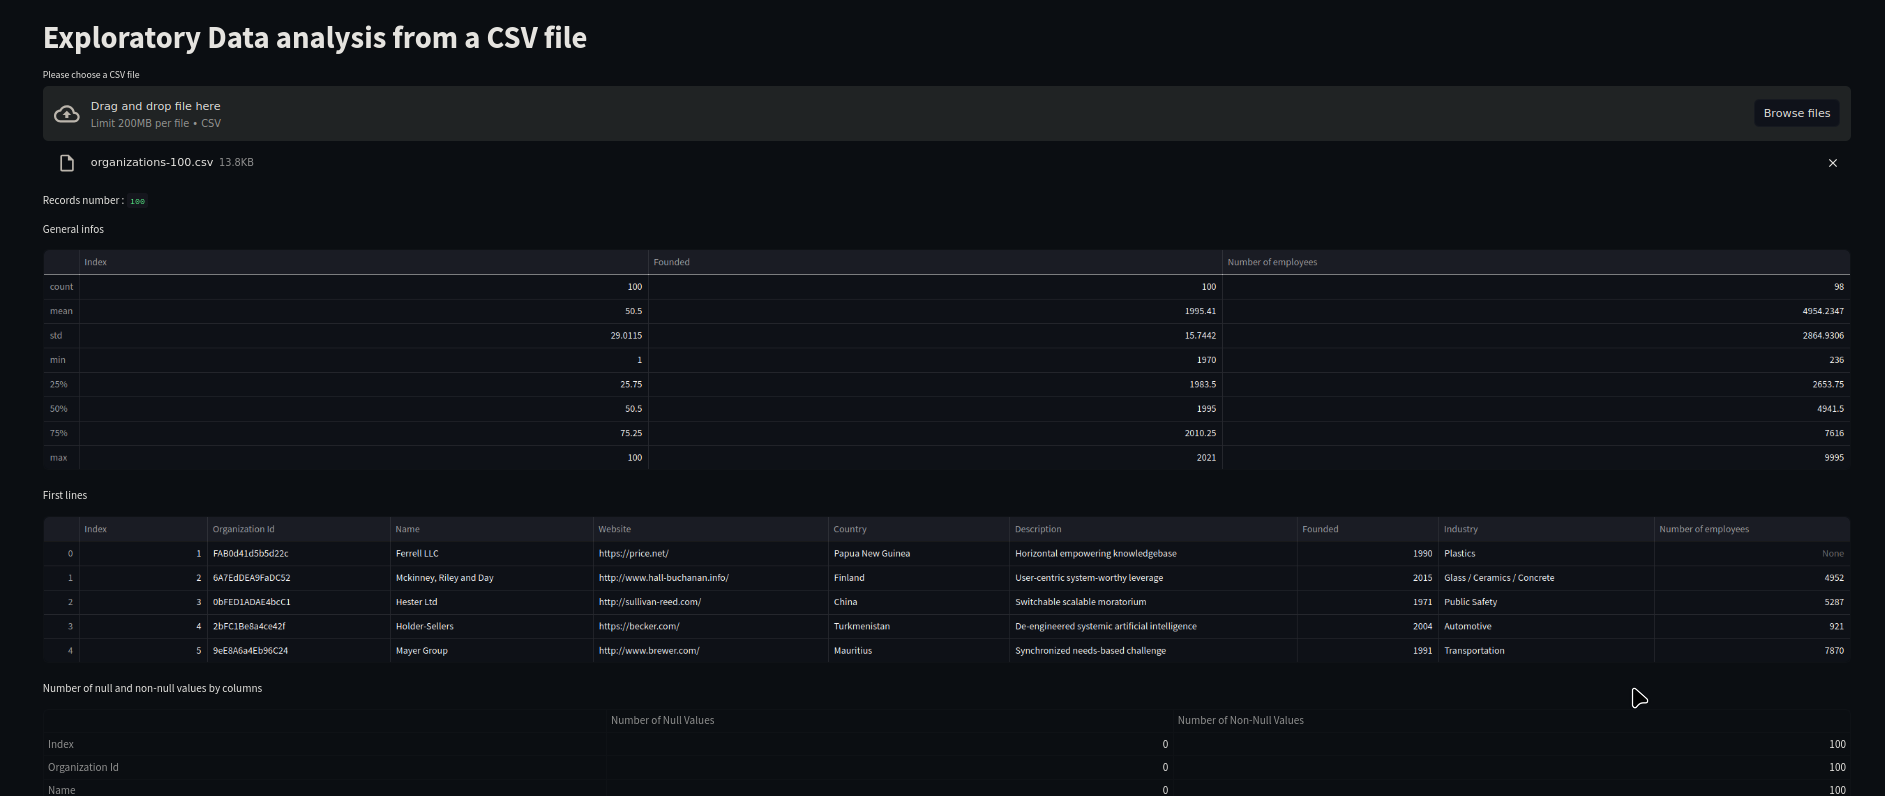 Exploratory Data analysis from a CSV file
Please choose a CSV file
Drag and drop file here
Limit 200MB per file • CSV
Browse files
organizations-100.csv 13.8KB
Records number : 100
General infos
Index Founded Number of employees
count 100 100 98
mean 50.5 1995.41 4954.2347
std 29.0115 15.7442 2864.9306
min 1 1970 236
25% 25.75 1983.5 2653.75
50% 50.5 1995 4941.5
75% 75.25 2010.25 7616
max 100 2021 9995
First lines
Index Organization Id Name Website Country Description Founded Industry Number of employees
0 1 FAB0d41d5b5d22c Ferrell LLC https://price.net/ Papua New Guinea Horizontal empowering knowledgebase 1990 Plastics None
1 2 6A7EdDEA9FaDC52 Mckinney, Riley and Day http://www.hall-buchanan.info/ Finland User-centric system-worthy leverage 2015 Glass / Ceramics / Concrete 4952
2 3 0bFED1ADAE4bcC1 Hester Ltd http://sullivan-reed.com/ China Switchable scalable moratorium 1971 Public Safety 5287
3 4 2bFC1Be8a4ce42f Holder-Sellers https://becker.com/ Turkmenistan De-engineered systemic artificial intelligence 2004 Automotive 921
4 5 9eE8A6a4Eb96C24 Mayer Group http://www.brewer.com/ Mauritius Synchronized needs-based challenge 1991 Transportation 7870
Number of null and non-null values by columns
Number of Null Values Number of Non-Null Values
Index 0 100
Organization Id 0 100
Name 0 100